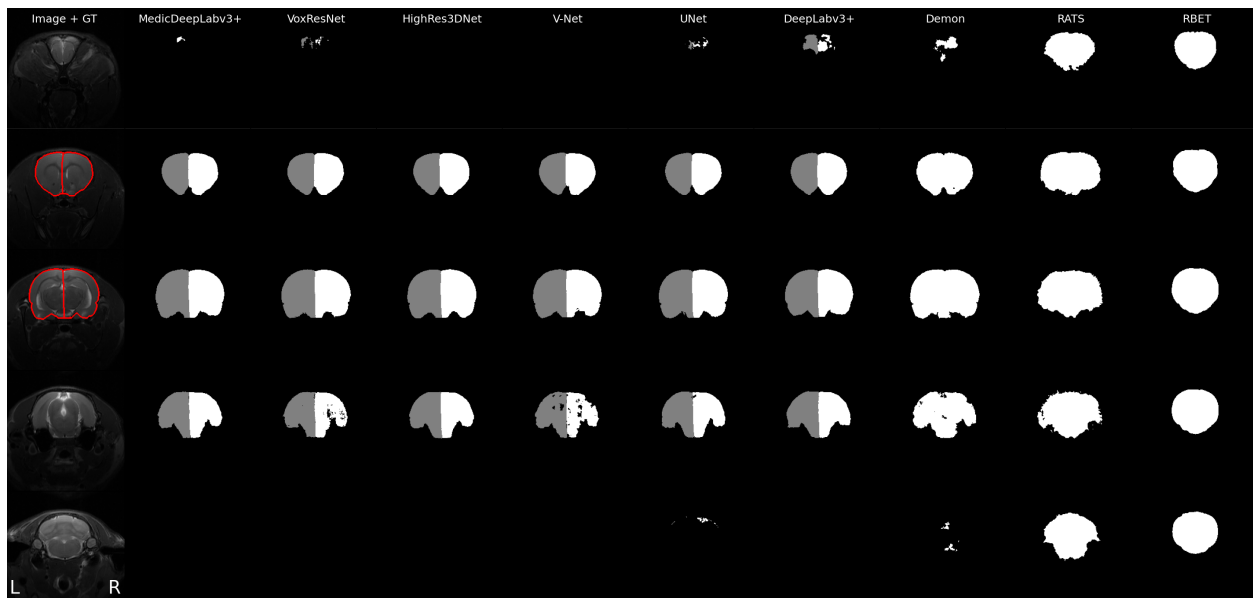 Image + GT MedicDeepLabv3+ VoxResNet HighRes3DNet V-Net UNet DeepLabv3+ Demon RATS RBET
L R